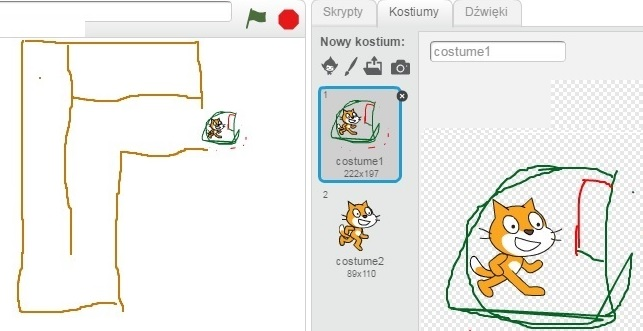 Skrypty
Kostiumy
Dźwięki
Nowy kostium:
costume1
1
costume1
222x197
2
costume2
89x110